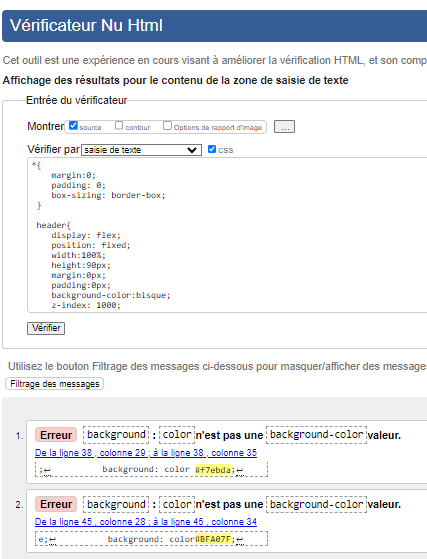 Vérificateur Nu Html
Cet outil est une expérience en cours visant à améliorer la vérification HTML, et son comp
Affichage des résultats pour le contenu de la zone de saisie de texte
Entrée du vérificateur
Montrer source contour Options de rapport d'image ...
Vérifier par saisie de texte css
*{
margin:0;
padding: 0;
box-sizing: border-box;
}
header{
display: flex;
position: fixed;
width:100%;
height:90px;
margin:0px;
padding:0px;
background-color:bisque;
z-index: 1000;
Vérifier
Utilisez le bouton Filtrage des messages ci-dessous pour masquer/afficher des message
Filtrage des messages
1. Erreur background : color n'est pas une background-color valeur.
De la ligne 38 , colonne 29 ; à la ligne 38 , colonne 35
;↩ background: color #f7ebda;↩
2. Erreur background : color n'est pas une background-color valeur.
De la ligne 45 , colonne 28 ; à la ligne 45 , colonne 34
e;↩ background: color#BFA07F;↩